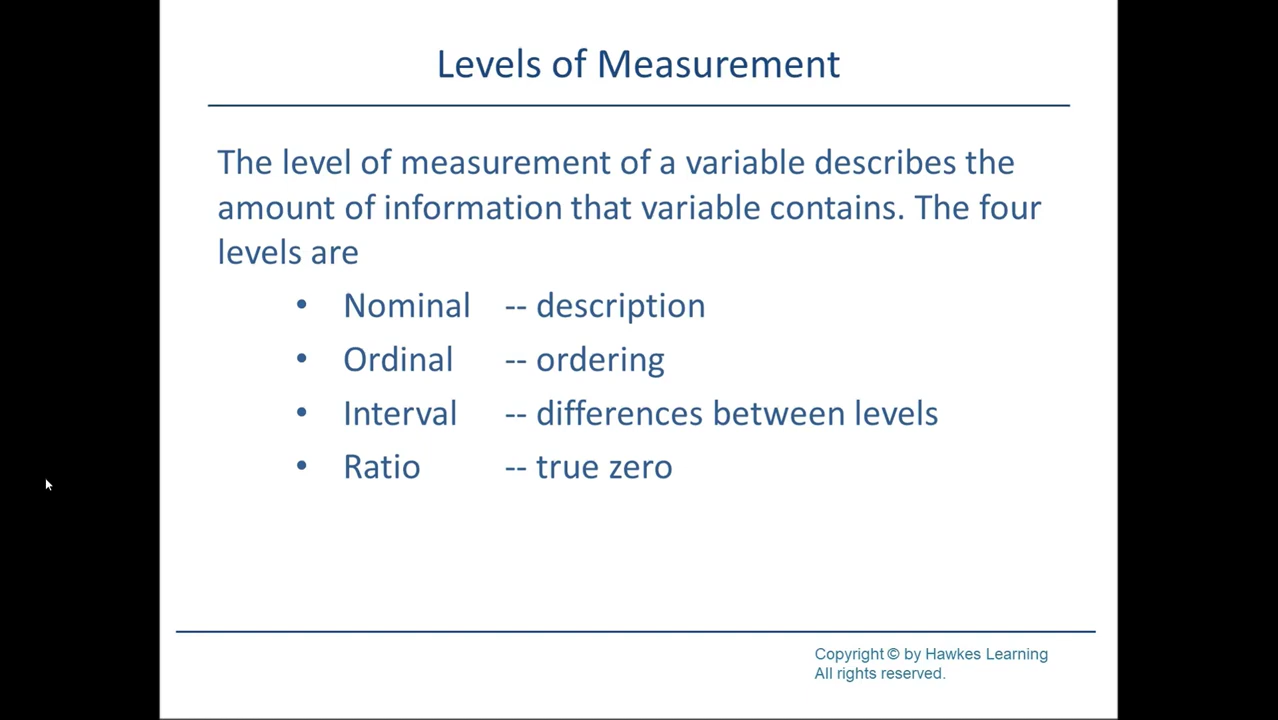 Levels of Measurement
The level of measurement of a variable describes the
amount of information that variable contains. The four
levels are
• Nominal -- description
• Ordinal -- ordering
• Interval -- differences between levels
• Ratio -- true zero
Copyright © by Hawkes Learning
All rights reserved.